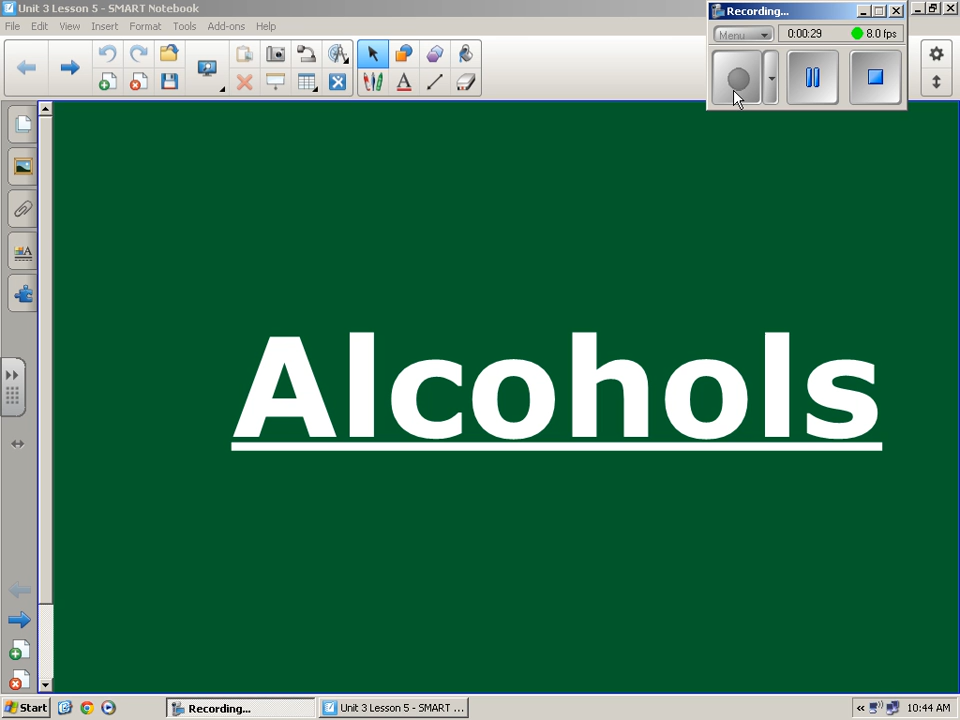 Unit 3 Lesson 5 - SMART Notebook
Recording...
File Edit View Insert Format Tools Add-ons Help
Menu 0:00:29 8.0 fps
Alcohols
Start Recording... Unit 3 Lesson 5 - SMART ... 10:44 AM